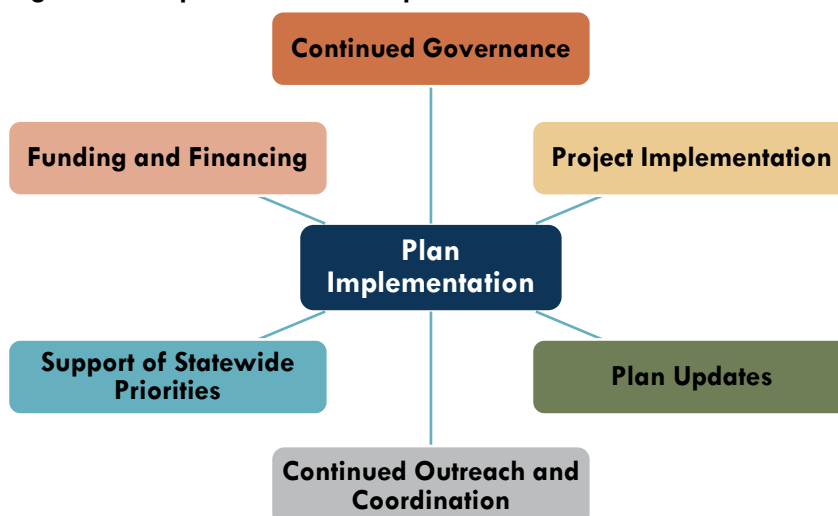 Continued Governance
Funding and Financing
Project Implementation
Plan
Implementation
Support of Statewide
Priorities
Plan Updates
Continued Outreach and
Coordination